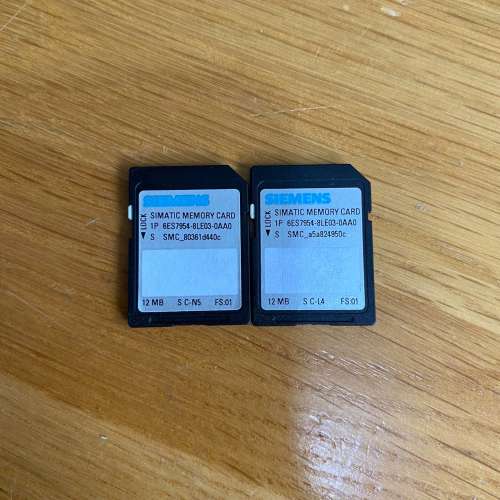 SIEMENS
LOCK
SIMATIC MEMORY CARD
1P 6ES7954-8LE03-0AA0
S SMC_80361d440c
12 MB S C-N5 FS:01
SIEMENS
LOCK
SIMATIC MEMORY CARD
1P 6ES7954-8LE03-0AA0
S SMC_a5a824950c
12 MB S C-L4 FS:01